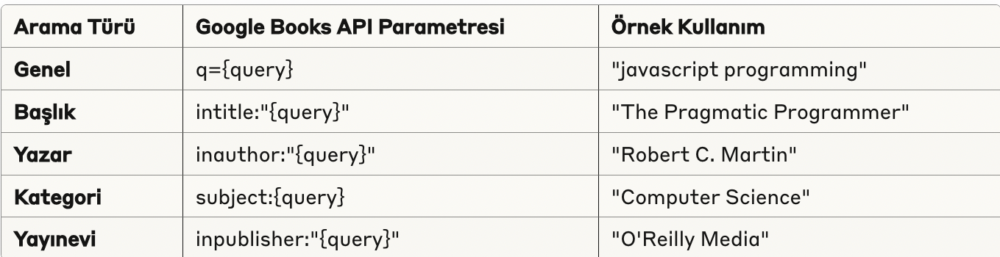 Arama Türü Google Books API Parametresi Örnek Kullanım
Genel q={query} "javascript programming"
Başlık intitle:"{query}" "The Pragmatic Programmer"
Yazar inauthor:"{query}" "Robert C. Martin"
Kategori subject:{query} "Computer Science"
Yayınevi inpublisher:"{query}" "O'Reilly Media"